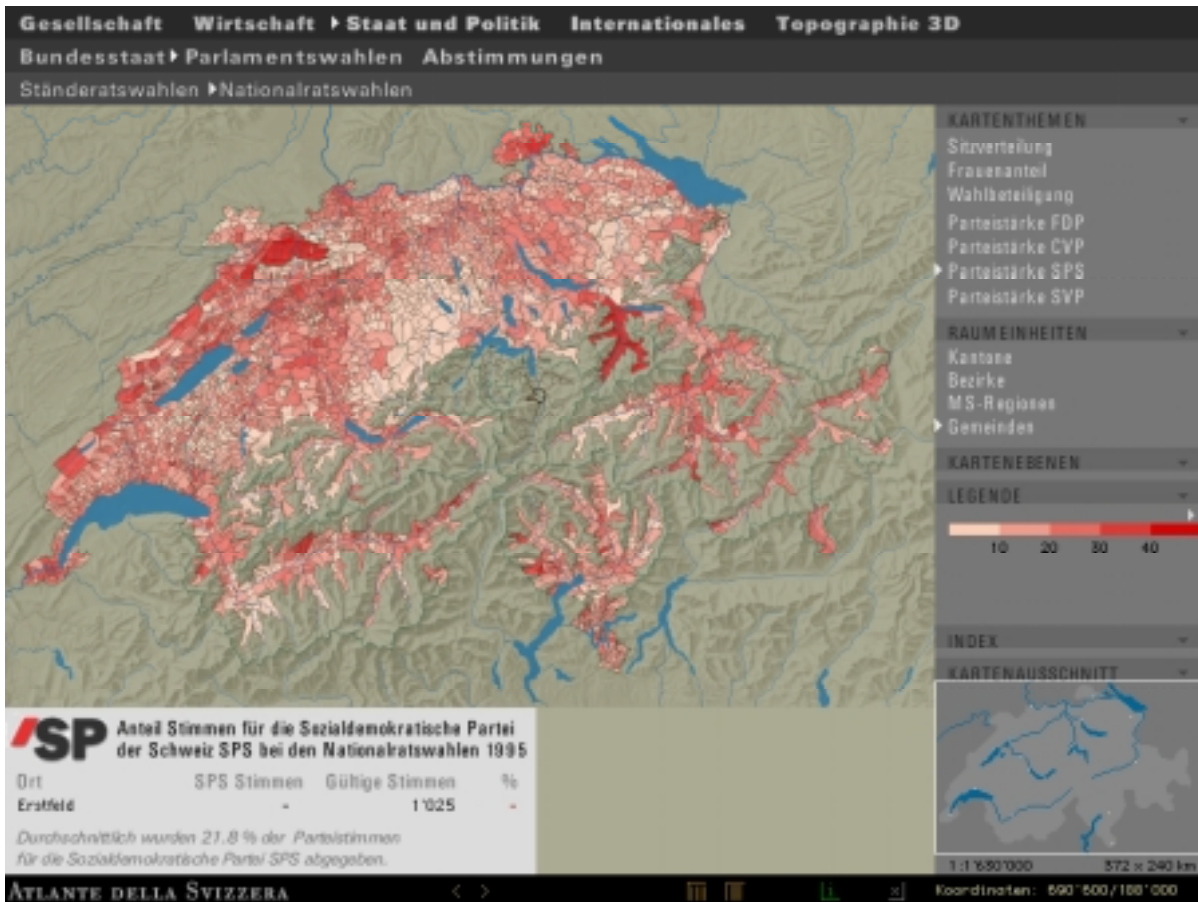 Gesellschaft Wirtschaft Staat und Politik Internationales Topographie 3D
Bundesstaat Parlamentswahlen Abstimmungen
Ständeratswahlen Nationalratswahlen
KARTENTHEMEN
Sitzverteilung
Frauenanteil
Wahlbeteiligung
Parteistärke FDP
Parteistärke CVP
Parteistärke SPS
Parteistärke SVP
RAUMEINHEITEN
Kantone
Bezirke
MS-Regionen
Gemeinden
KARTENEBENEN
LEGENDE
10 20 30 40
INDEX
KARTENAUSSCHNITT
SP Anteil Stimmen für die Sozialdemokratische Partei
der Schweiz SPS bei den Nationalratswahlen 1995
Ort SPS Stimmen Gültige Stimmen %
Erstfeld - 1'025 -
Durchschnittlich wurden 21.8 % der Parteistimmen
für die Sozialdemokratische Partei SPS abgegeben.
1:1'630'000 372 x 240 km
ATLANTE DELLA SVIZZERA < > Koordinaten: 690'600/188'000